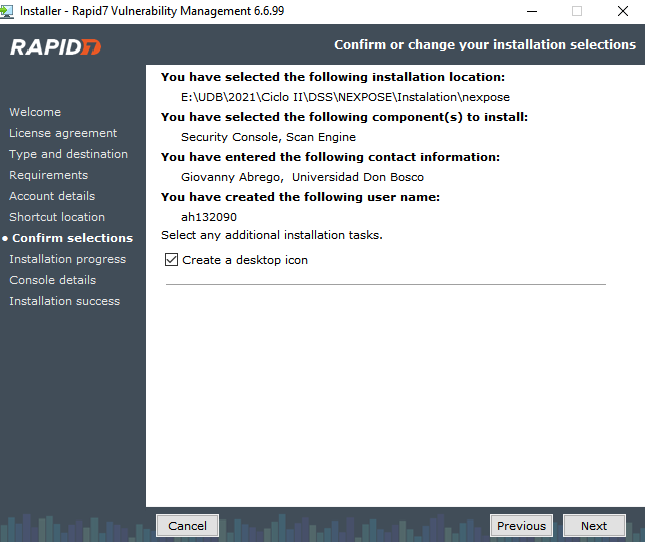 Installer - Rapid7 Vulnerability Management 6.6.99
RAPID7
Confirm or change your installation selections
Welcome
License agreement
Type and destination
Requirements
Account details
Shortcut location
• Confirm selections
Installation progress
Console details
Installation success
You have selected the following installation location:
E:\UDB\2021\Ciclo II\DSS\NEXPOSE\Instalation\nexpose
You have selected the following component(s) to install:
Security Console, Scan Engine
You have entered the following contact information:
Giovanny Abrego,  Universidad Don Bosco
You have created the following user name:
ah132090
Select any additional installation tasks.
Create a desktop icon
Cancel
Previous
Next